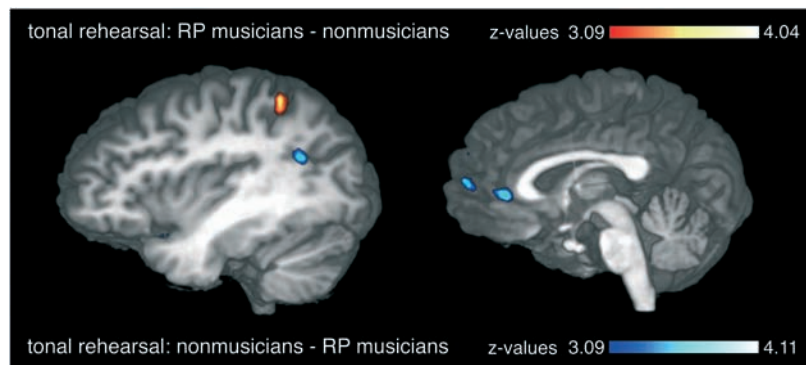 tonal rehearsal: RP musicians - nonmusicians z-values 3.09 4.04
tonal rehearsal: nonmusicians - RP musicians z-values 3.09 4.11